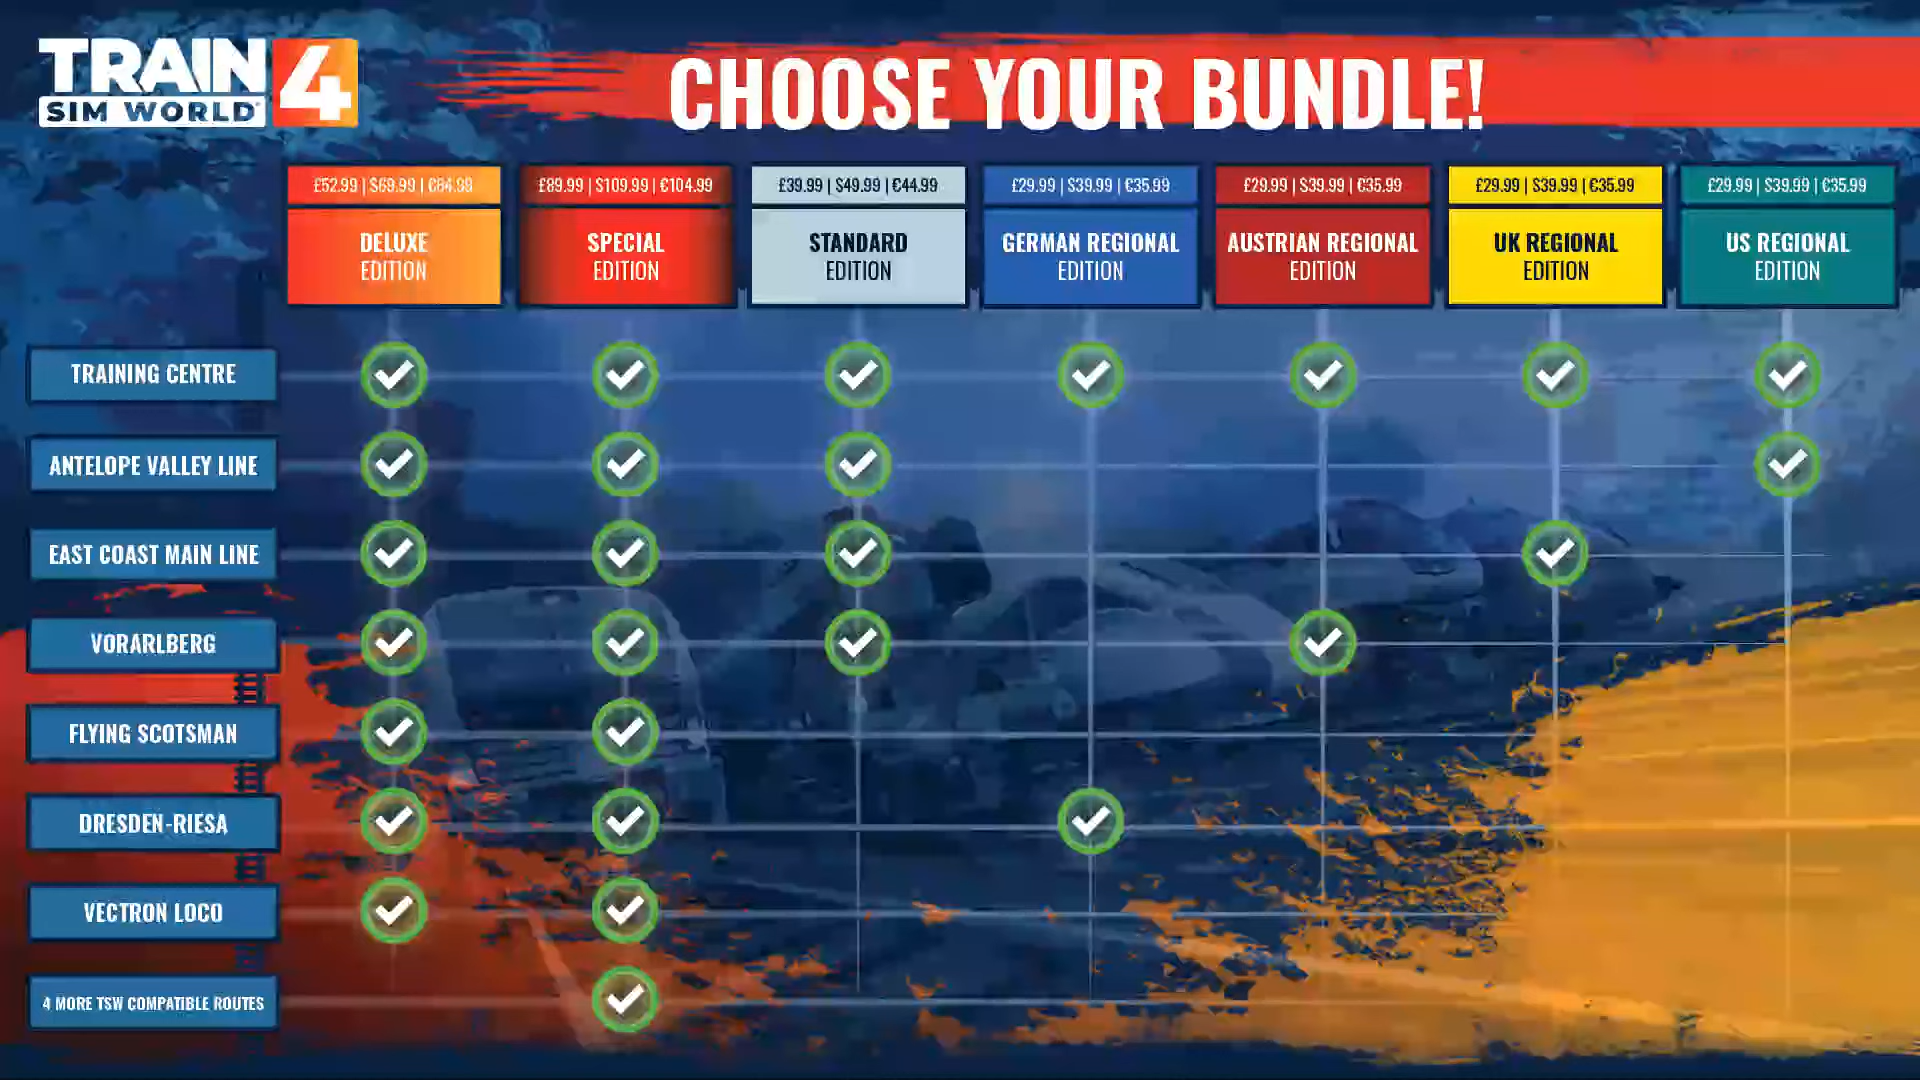 TRAIN
SIM WORLD
4
CHOOSE YOUR BUNDLE!
£52.99 | $69.99 | €64.99
DELUXE
EDITION
£89.99 | $109.99 | €104.99
SPECIAL
EDITION
£39.99 | $49.99 | €44.99
STANDARD
EDITION
£29.99 | $39.99 | €35.99
GERMAN REGIONAL
EDITION
£29.99 | $39.99 | €35.99
AUSTRIAN REGIONAL
EDITION
£29.99 | $39.99 | €35.99
UK REGIONAL
EDITION
£29.99 | $39.99 | €35.99
US REGIONAL
EDITION
TRAINING CENTRE
ANTELOPE VALLEY LINE
EAST COAST MAIN LINE
VORARLBERG
FLYING SCOTSMAN
DRESDEN-RIESA
VECTRON LOCO
4 MORE TSW COMPATIBLE ROUTES